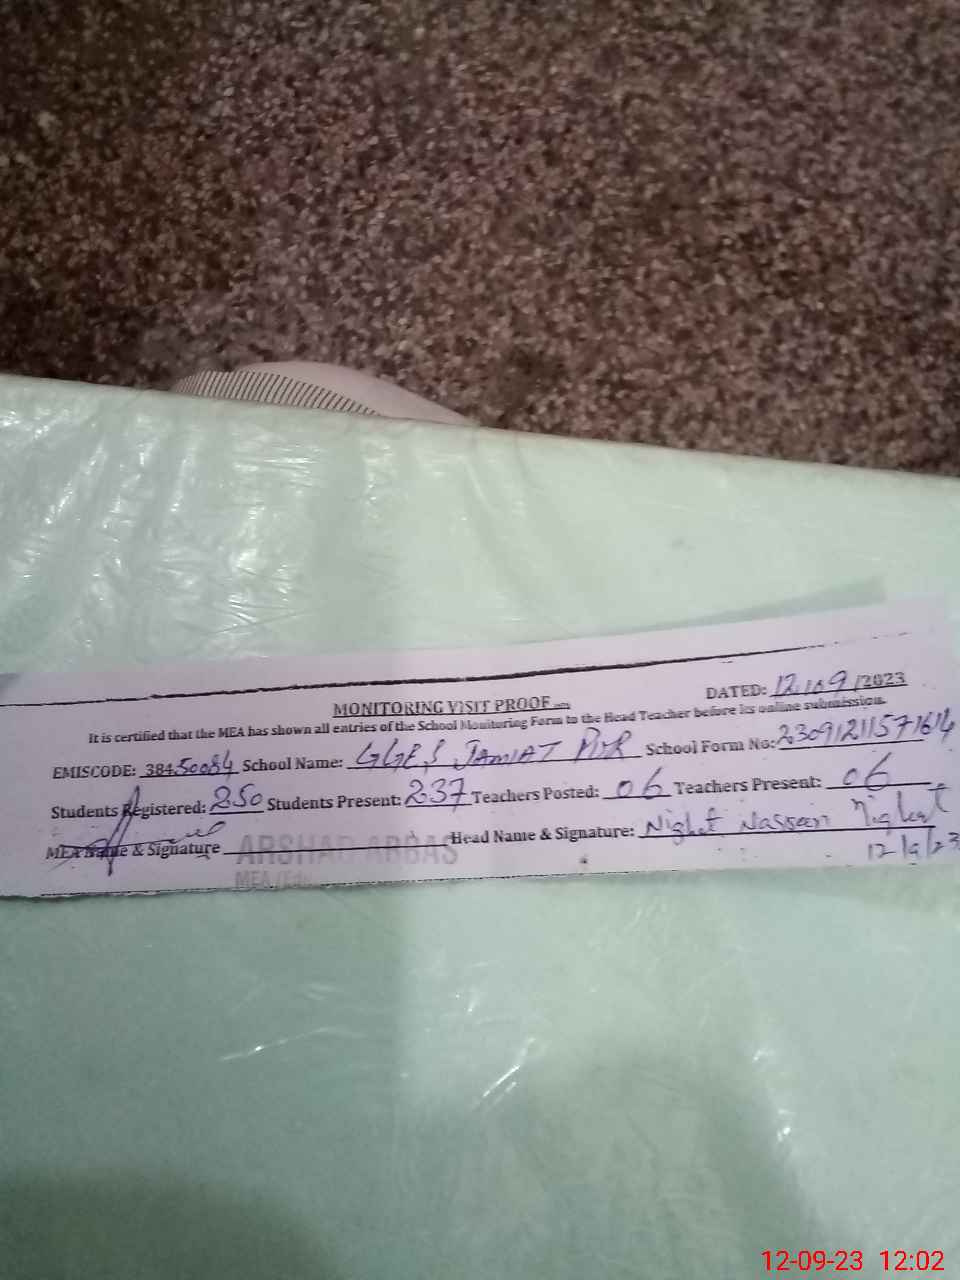 MONITORING VISIT PROOF
DATED: 12/09/2023
It is certified that the MEA has shown all entries of the School Monitoring Form to the Head Teacher before its online submission.
EMISCODE: 38450084 School Name: GGES JAMIAT PUR School Form No: 23091211571614
Students Registered: 250 Students Present: 237 Teachers Posted: 06 Teachers Present: 06
MEA Name & Signature ARSHAD ABBAS Head Name & Signature: Nighat Nasreen Nighat
MEA (Edu 12/9/23
12-09-23 12:02